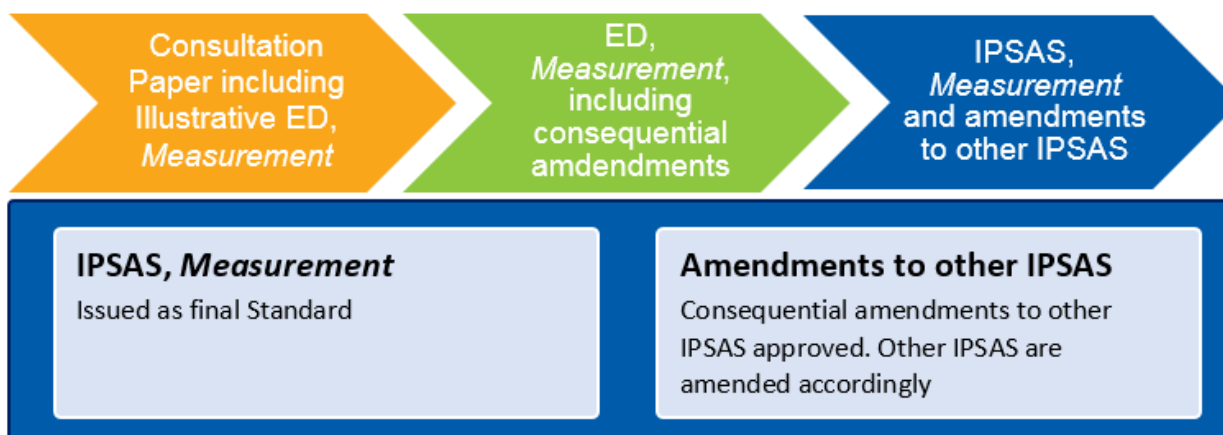 Consultation
Paper including
Illustrative ED,
Measurement
ED,
Measurement,
including
consequential
amdendments
IPSAS,
Measurement
and amendments
to other IPSAS
IPSAS, Measurement
Issued as final Standard
Amendments to other IPSAS
Consequential amendments to other
IPSAS approved. Other IPSAS are
amended accordingly